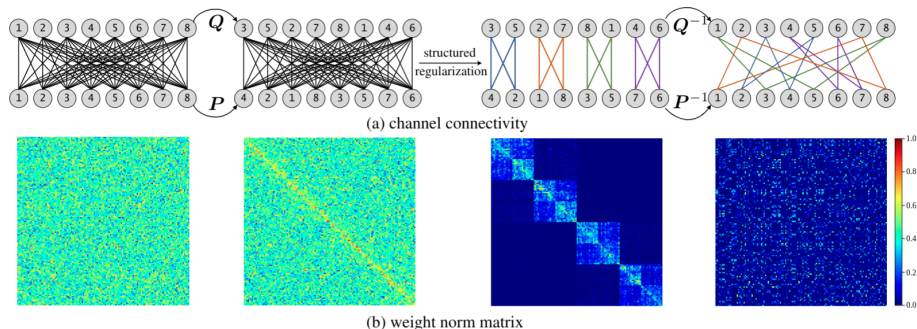 1 2 3 4 5 6 7 8 Q 3 5 2 7 8 1 4 6 3 5 2 7 8 1 4 6 Q⁻¹ 1 2 3 4 5 6 7 8
structured
regularization
1 2 3 4 5 6 7 8 P 4 2 1 8 3 5 7 6 4 2 1 8 3 5 7 6 P⁻¹ 1 2 3 4 5 6 7 8
(a) channel connectivity
1.0
0.8
0.6
0.4
0.2
0.0
(b) weight norm matrix